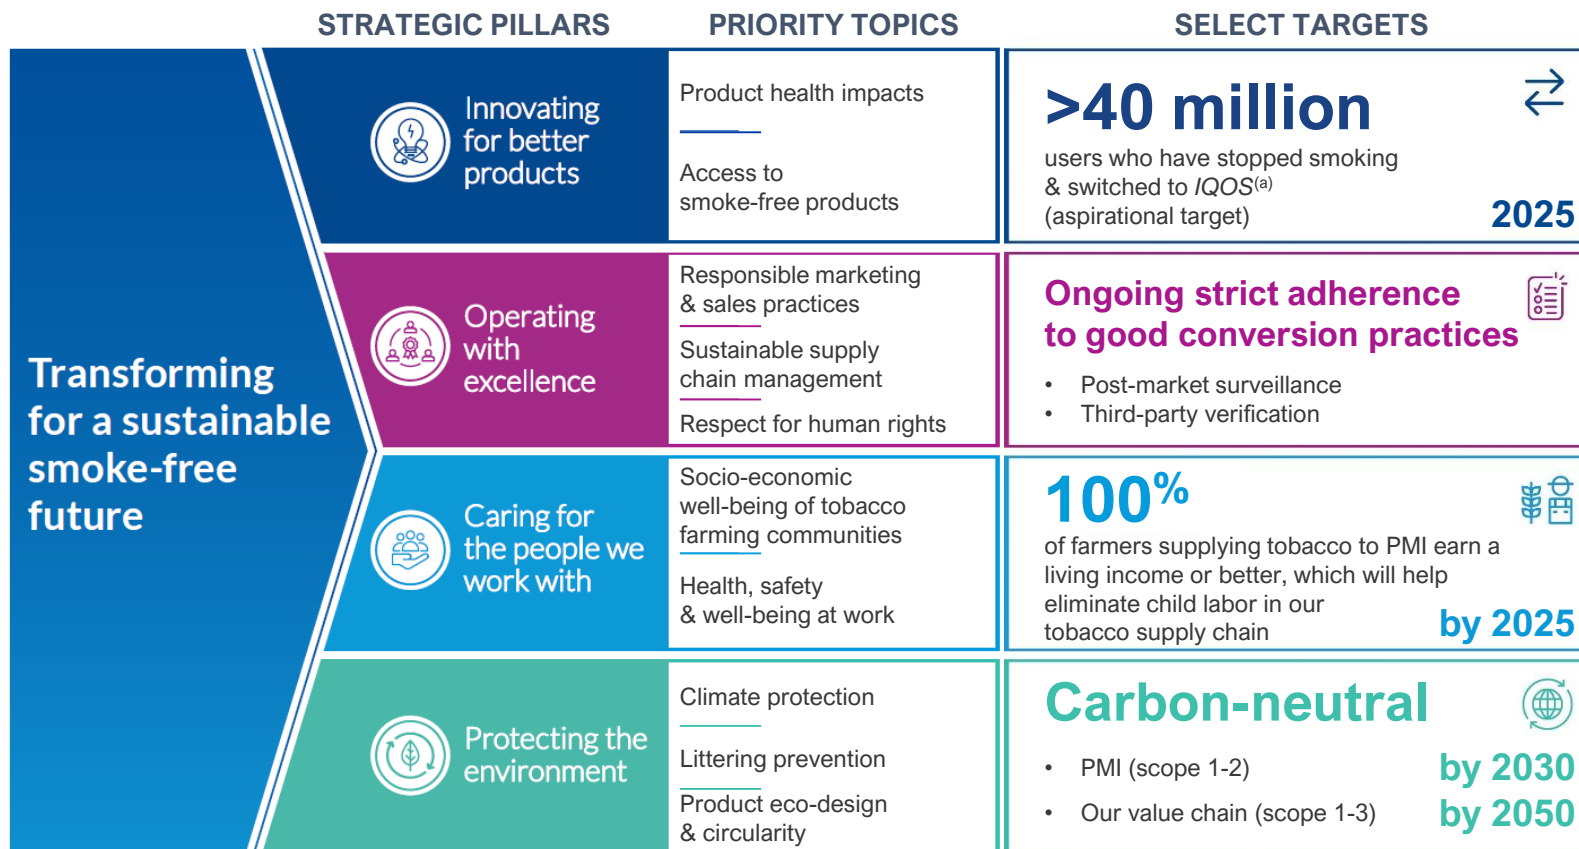 STRATEGIC PILLARS
PRIORITY TOPICS
SELECT TARGETS
Transforming
for a sustainable
smoke-free
future
Innovating
for better
products
Product health impacts
Access to
smoke-free products
>40 million
users who have stopped smoking
& switched to IQOS(a)
(aspirational target)
2025
Operating
with
excellence
Responsible marketing
& sales practices
Sustainable supply
chain management
Respect for human rights
Ongoing strict adherence
to good conversion practices
• Post-market surveillance
• Third-party verification
Caring for
the people we
work with
Socio-economic
well-being of tobacco
farming communities
Health, safety
& well-being at work
100%
of farmers supplying tobacco to PMI earn a
living income or better, which will help
eliminate child labor in our
tobacco supply chain
by 2025
Protecting the
environment
Climate protection
Littering prevention
Product eco-design
& circularity
Carbon-neutral
• PMI (scope 1-2) by 2030
• Our value chain (scope 1-3) by 2050